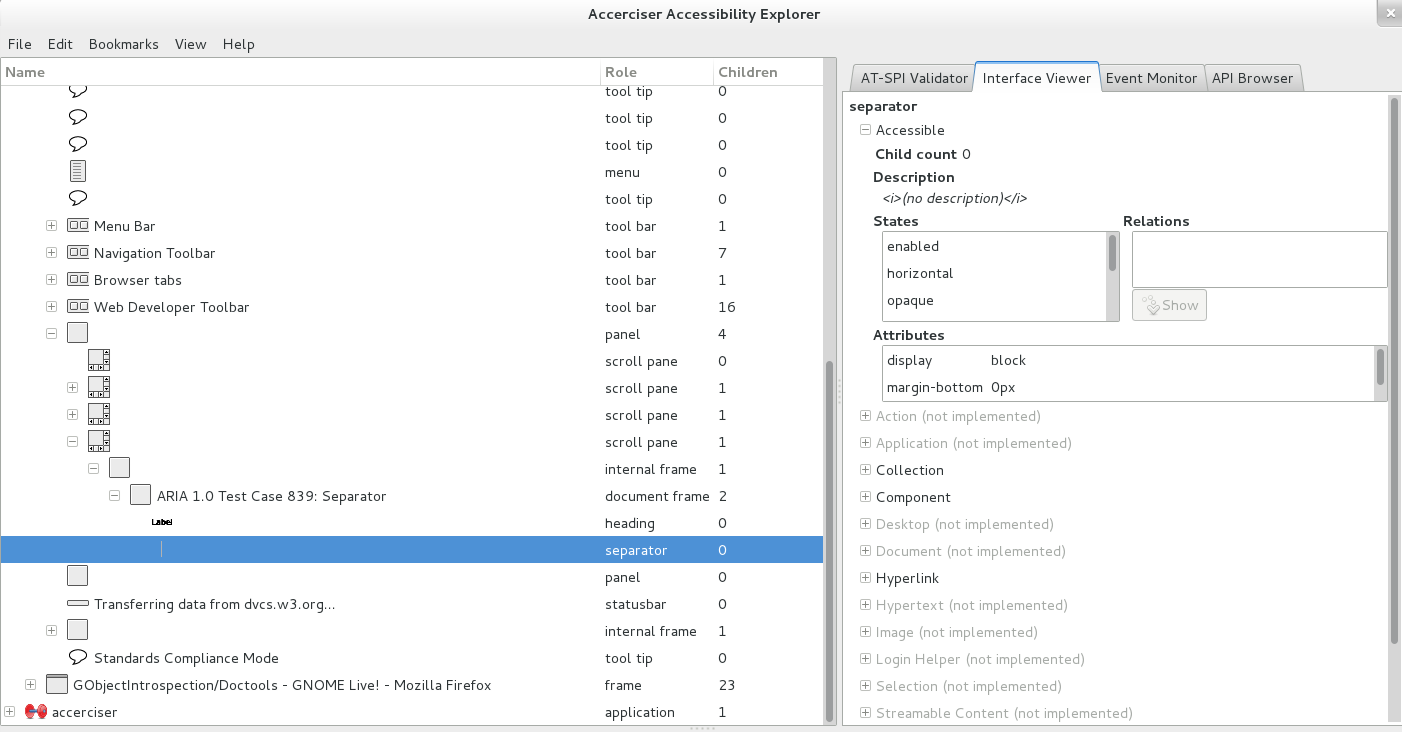 Accerciser Accessibility Explorer
File Edit Bookmarks View Help
Name Role Children
tool tip 0
tool tip 0
tool tip 0
menu 0
tool tip 0
Menu Bar tool bar 1
Navigation Toolbar tool bar 7
Browser tabs tool bar 1
Web Developer Toolbar tool bar 16
panel 4
scroll pane 0
scroll pane 1
scroll pane 1
scroll pane 1
internal frame 1
ARIA 1.0 Test Case 839: Separator document frame 2
Label heading 0
separator 0
panel 0
Transferring data from dvcs.w3.org... statusbar 0
internal frame 1
Standards Compliance Mode tool tip 0
GObjectIntrospection/Doctools - GNOME Live! - Mozilla Firefox frame 23
accerciser application 1
AT-SPI Validator Interface Viewer Event Monitor API Browser
separator
Accessible
Child count 0
Description
<i>(no description)</i>
States Relations
enabled
horizontal
opaque
Show
Attributes
display block
margin-bottom 0px
Action (not implemented)
Application (not implemented)
Collection
Component
Desktop (not implemented)
Document (not implemented)
Hyperlink
Hypertext (not implemented)
Image (not implemented)
Login Helper (not implemented)
Selection (not implemented)
Streamable Content (not implemented)